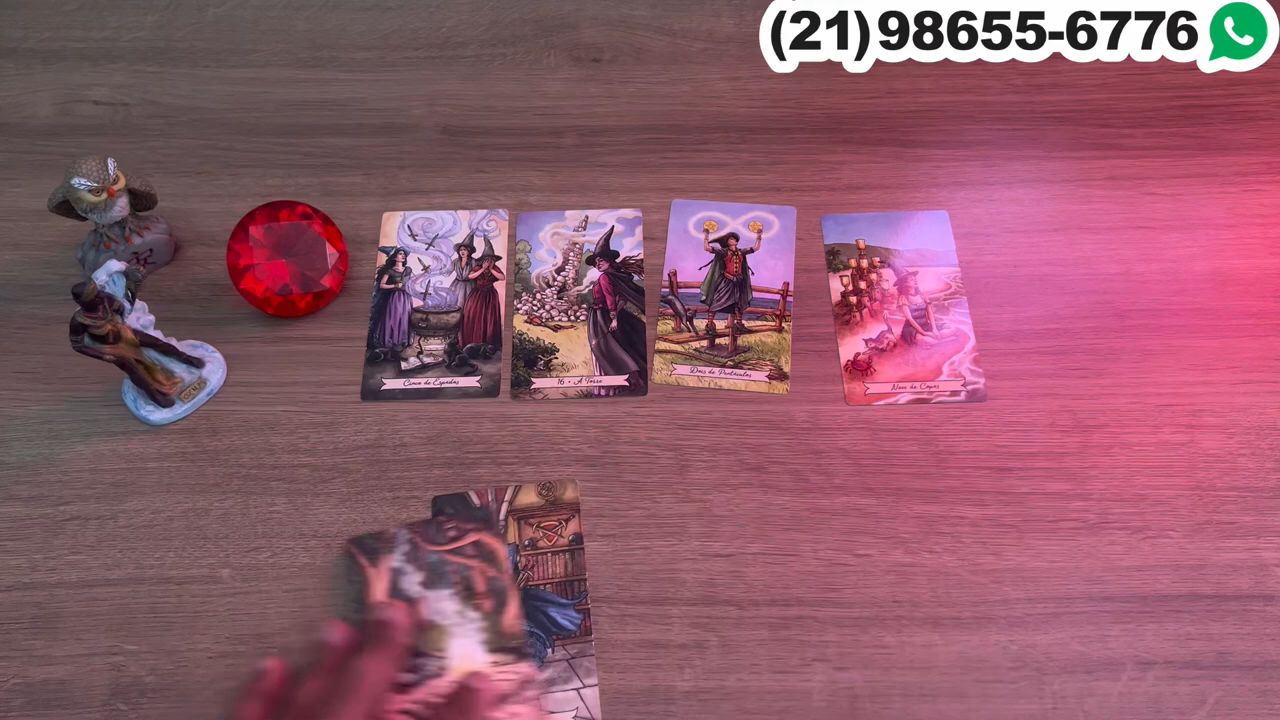 (21)98655-6776
Cinco de Espadas
16 - A Torre
Dois de Pentáculos
Nove de Copas